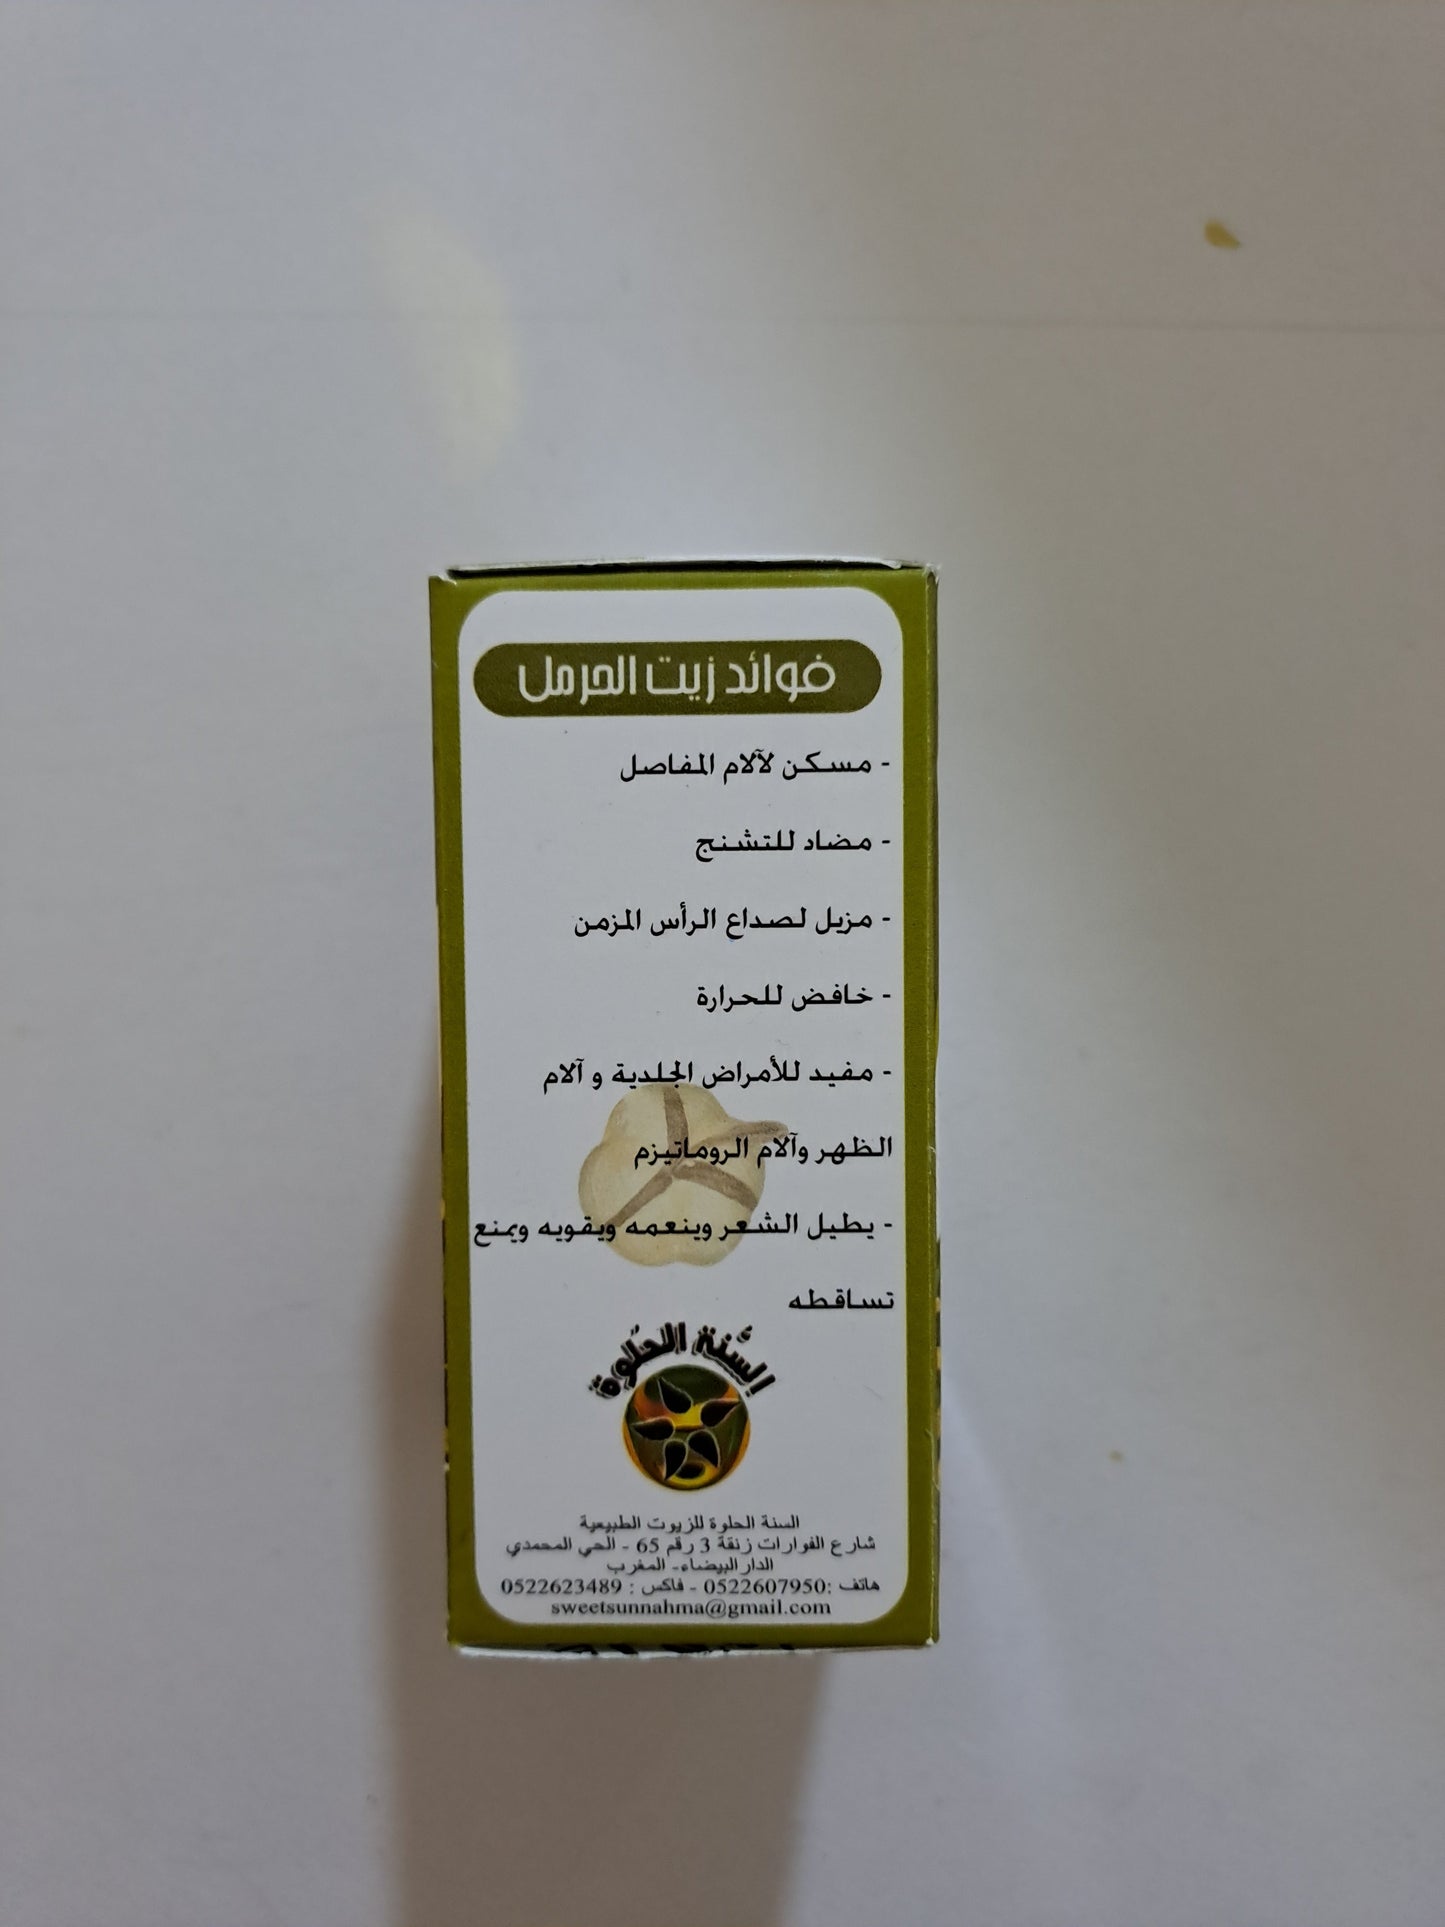 فوائد زيت الحرمل
- مسكن لآلام المفاصل
- مضاد للتشنج
- مزيل لصداع الرأس المزمن
- خافض للحرارة
- مفيد للأمراض الجلدية و آلام
الظهر وآلام الروماتيزم
- يطيل الشعر وينعمه ويقويه ويمنع
تساقطه
السُنة الحلوة
السنة الحلوة للزيوت الطبيعية
شارع الفوارات زنقة 3 رقم 65 - الحي المحمدي
الدار البيضاء- المغرب
هاتف :0522607950 - فاكس : 0522623489
sweetsunnahma@gmail.com